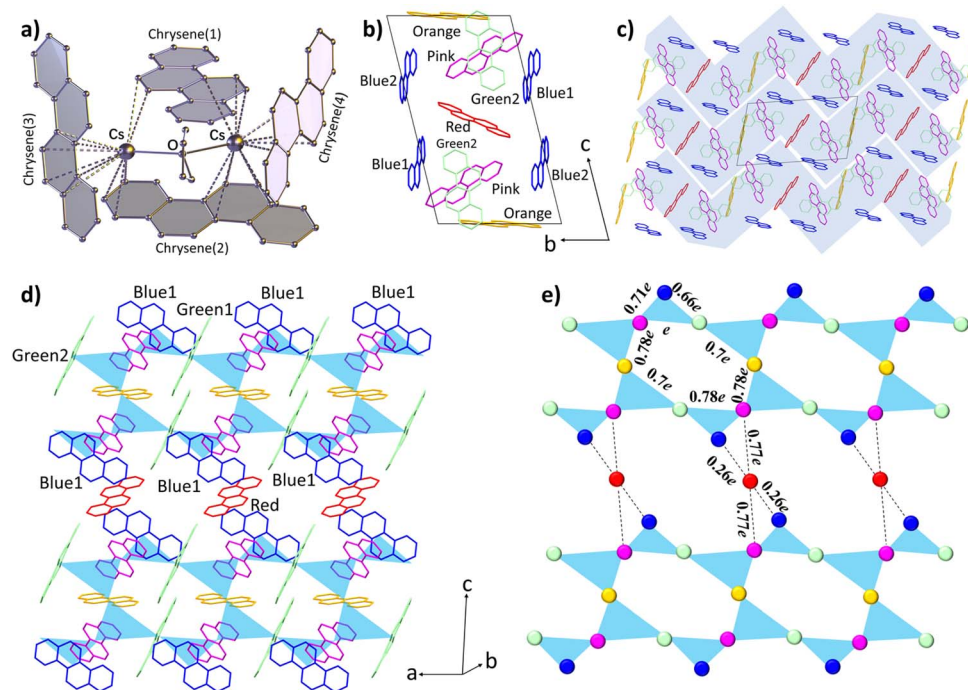 a)
Chrysene(1)
Chrysene(3)
Cs
O
Cs
Chrysene(4)
Chrysene(2)
b)
Orange
Pink
Blue2
Green2
Blue1
Red
Green2
Blue1
Pink
Blue2
Orange
c
b
c)
d)
Blue1
Green1
Blue1
Blue1
Green2
Blue1
Blue1
Blue1
Red
c
b
a
e)
0.71e
0.66e
e
0.78e
0.7e
0.7e
0.78e
0.78e
0.77e
0.26e
0.26e
0.77e